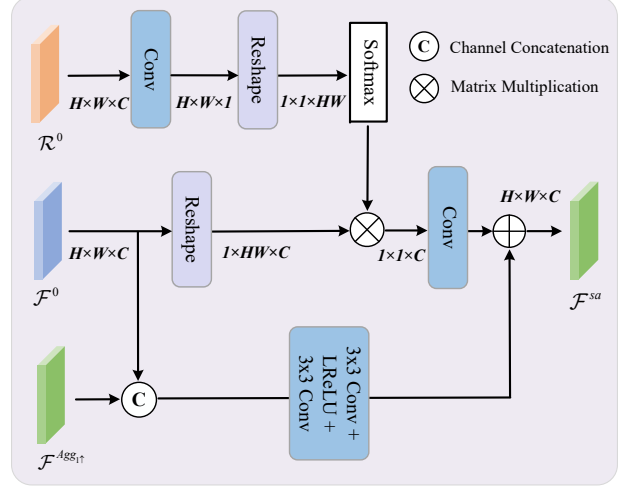 Conv
Reshape
Softmax
C Channel Concatenation
Matrix Multiplication
H×W×C
H×W×1
1×1×HW
R⁰
Reshape
Conv
H×W×C
H×W×C
1×HW×C
1×1×C
F⁰
F^sa
3x3 Conv +
LReLU +
3x3 Conv
C
F^Agg₁↑